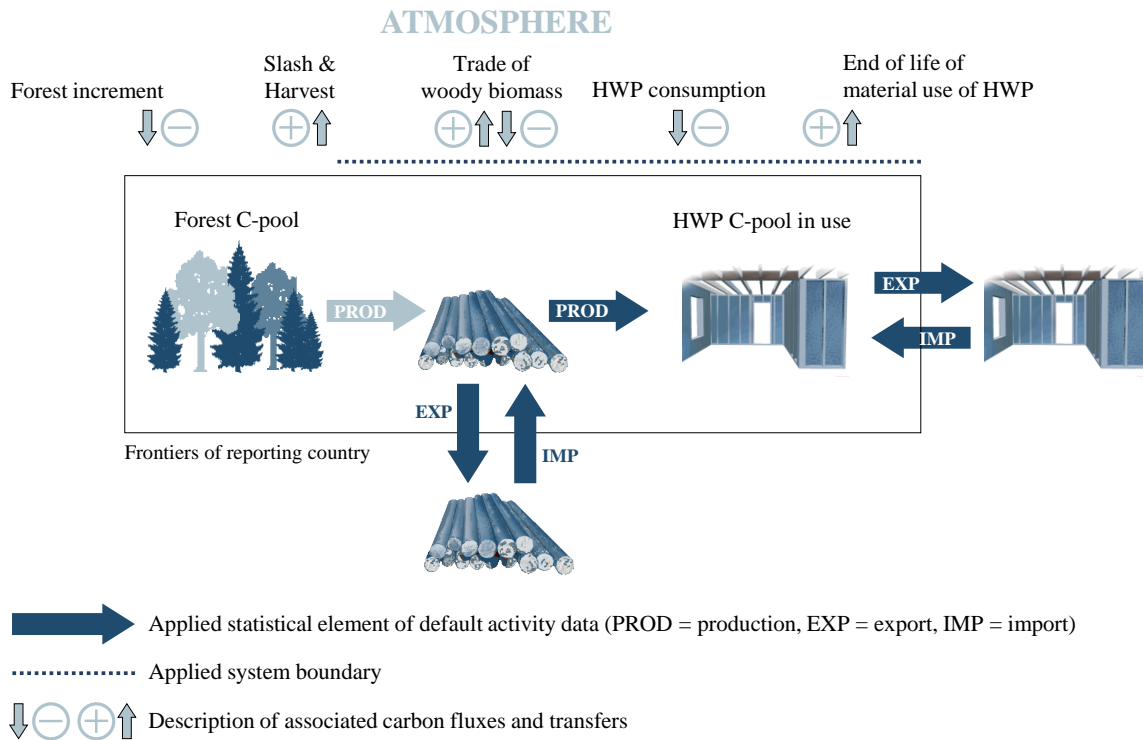 ATMOSPHERE
Forest increment
Slash &
Harvest
Trade of
woody biomass
HWP consumption
End of life of
material use of HWP
Forest C-pool
HWP C-pool in use
PROD
PROD
EXP
IMP
EXP
IMP
Frontiers of reporting country
Applied statistical element of default activity data (PROD = production, EXP = export, IMP = import)
Applied system boundary
Description of associated carbon fluxes and transfers